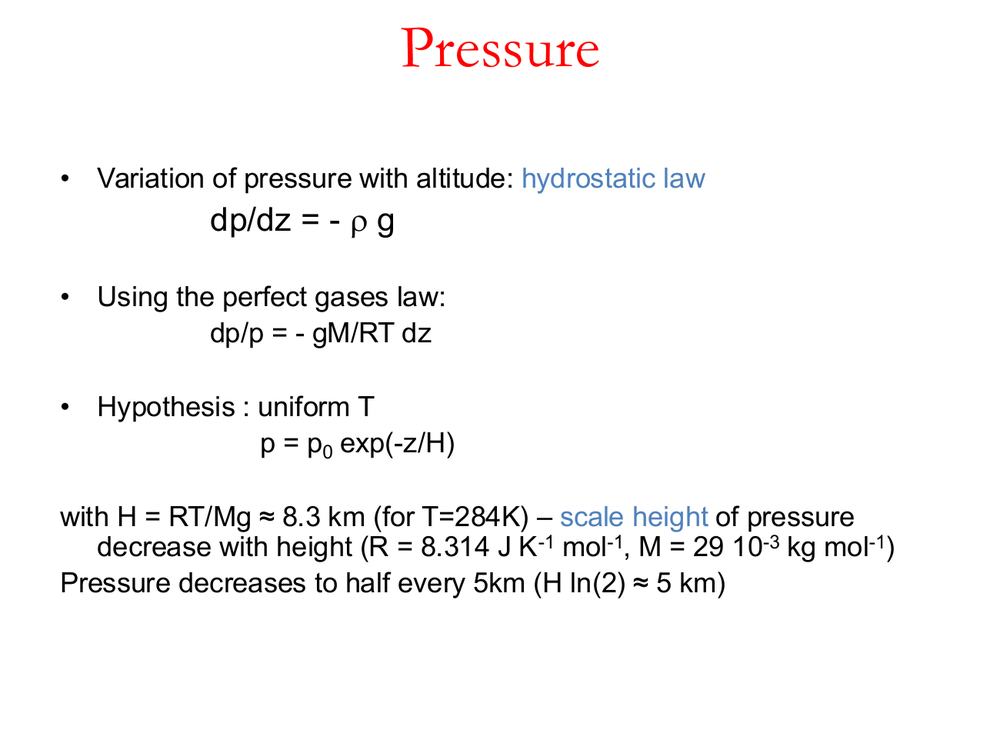 Pressure
• Variation of pressure with altitude: hydrostatic law
dp/dz = - ρ g
• Using the perfect gases law:
dp/p = - gM/RT dz
• Hypothesis : uniform T
p = p₀ exp(-z/H)
with H = RT/Mg ≈ 8.3 km (for T=284K) – scale height of pressure
decrease with height (R = 8.314 J K⁻¹ mol⁻¹, M = 29 10⁻³ kg mol⁻¹)
Pressure decreases to half every 5km (H ln(2) ≈ 5 km)